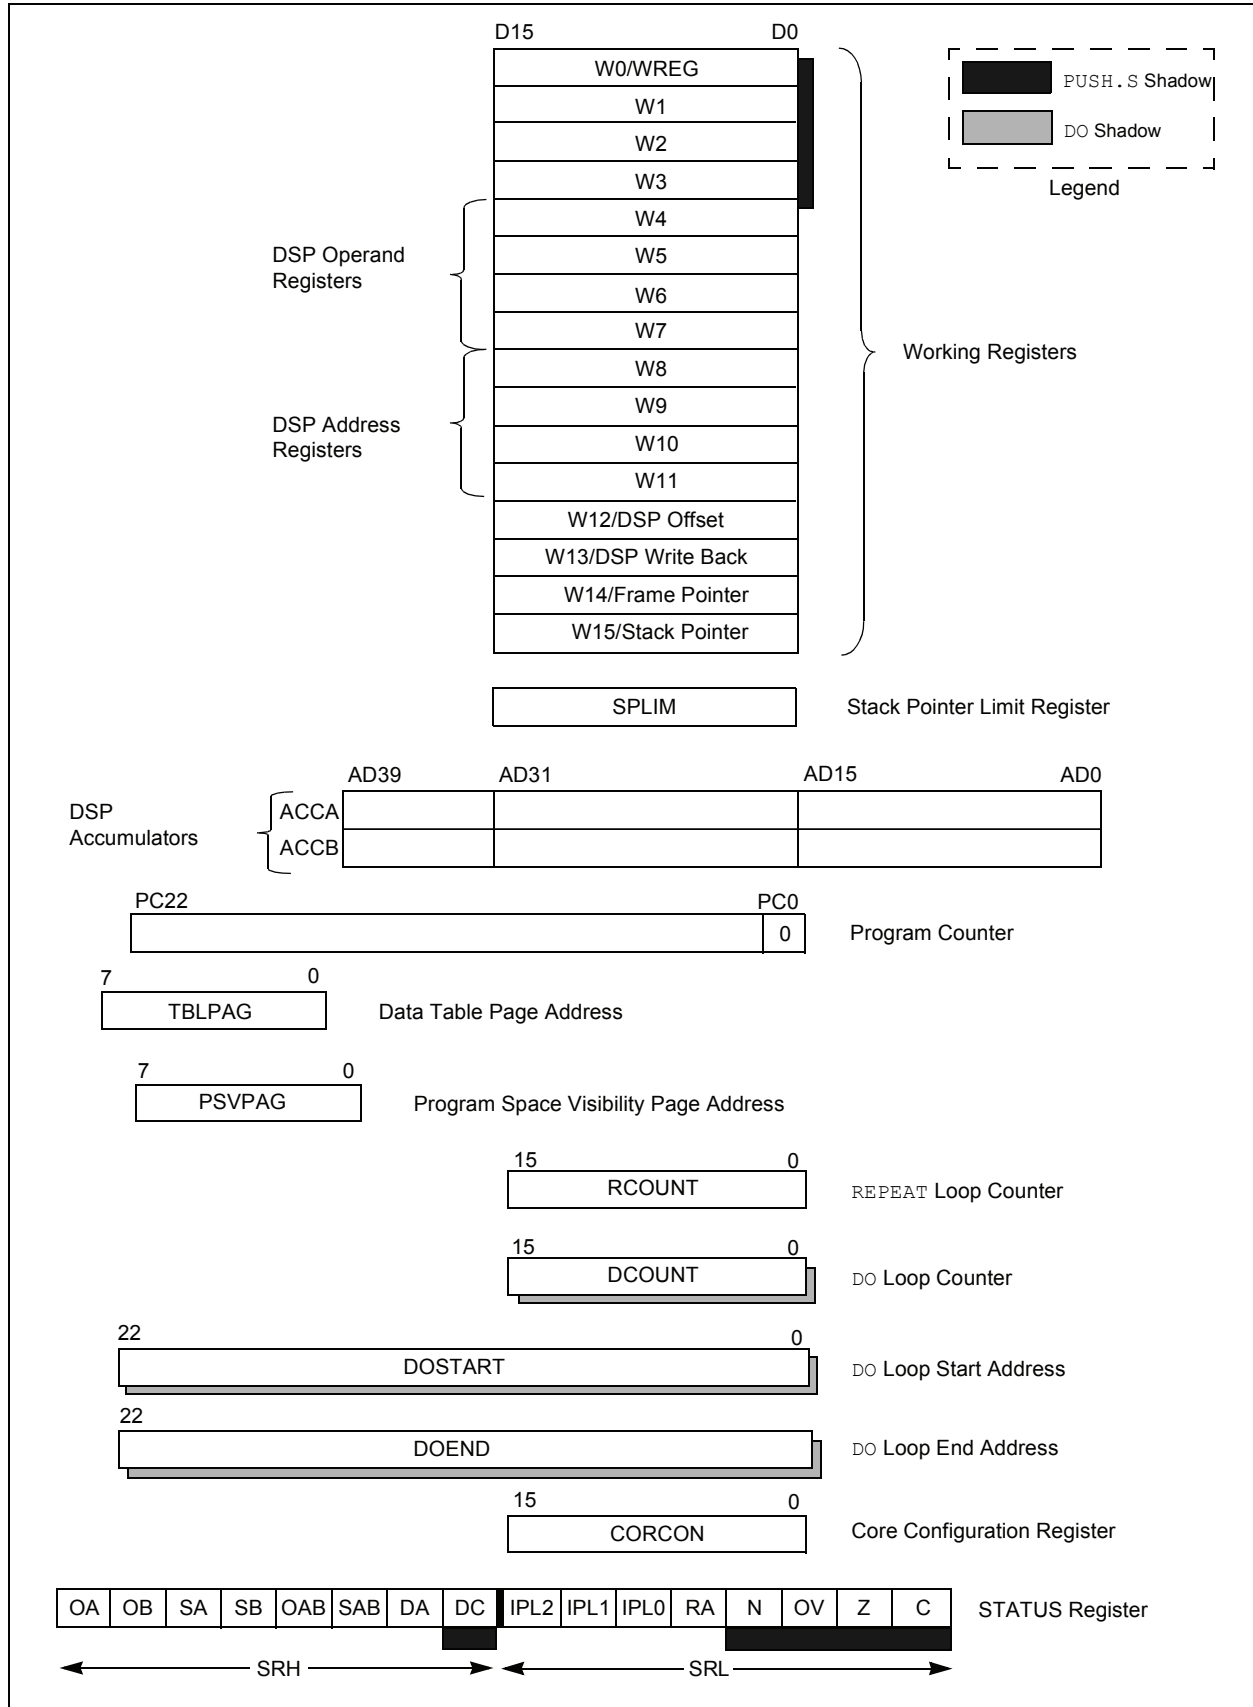 D15 D0
W0/WREG
W1
W2
W3
W4
W5
W6
W7
W8
W9
W10
W11
W12/DSP Offset
W13/DSP Write Back
W14/Frame Pointer
W15/Stack Pointer
PUSH.S Shadow
DO Shadow
Legend
DSP Operand
Registers
DSP Address
Registers
Working Registers
SPLIM
Stack Pointer Limit Register
AD39 AD31 AD15 AD0
DSP
Accumulators
ACCA
ACCB
PC22 PC0
0
Program Counter
7 0
TBLPAG
Data Table Page Address
7 0
PSVPAG
Program Space Visibility Page Address
15 0
RCOUNT
REPEAT Loop Counter
15 0
DCOUNT
DO Loop Counter
22 0
DOSTART
DO Loop Start Address
22
DOEND
DO Loop End Address
15 0
CORCON
Core Configuration Register
OA OB SA SB OAB SAB DA DC IPL2 IPL1 IPL0 RA N OV Z C
STATUS Register
SRH SRL